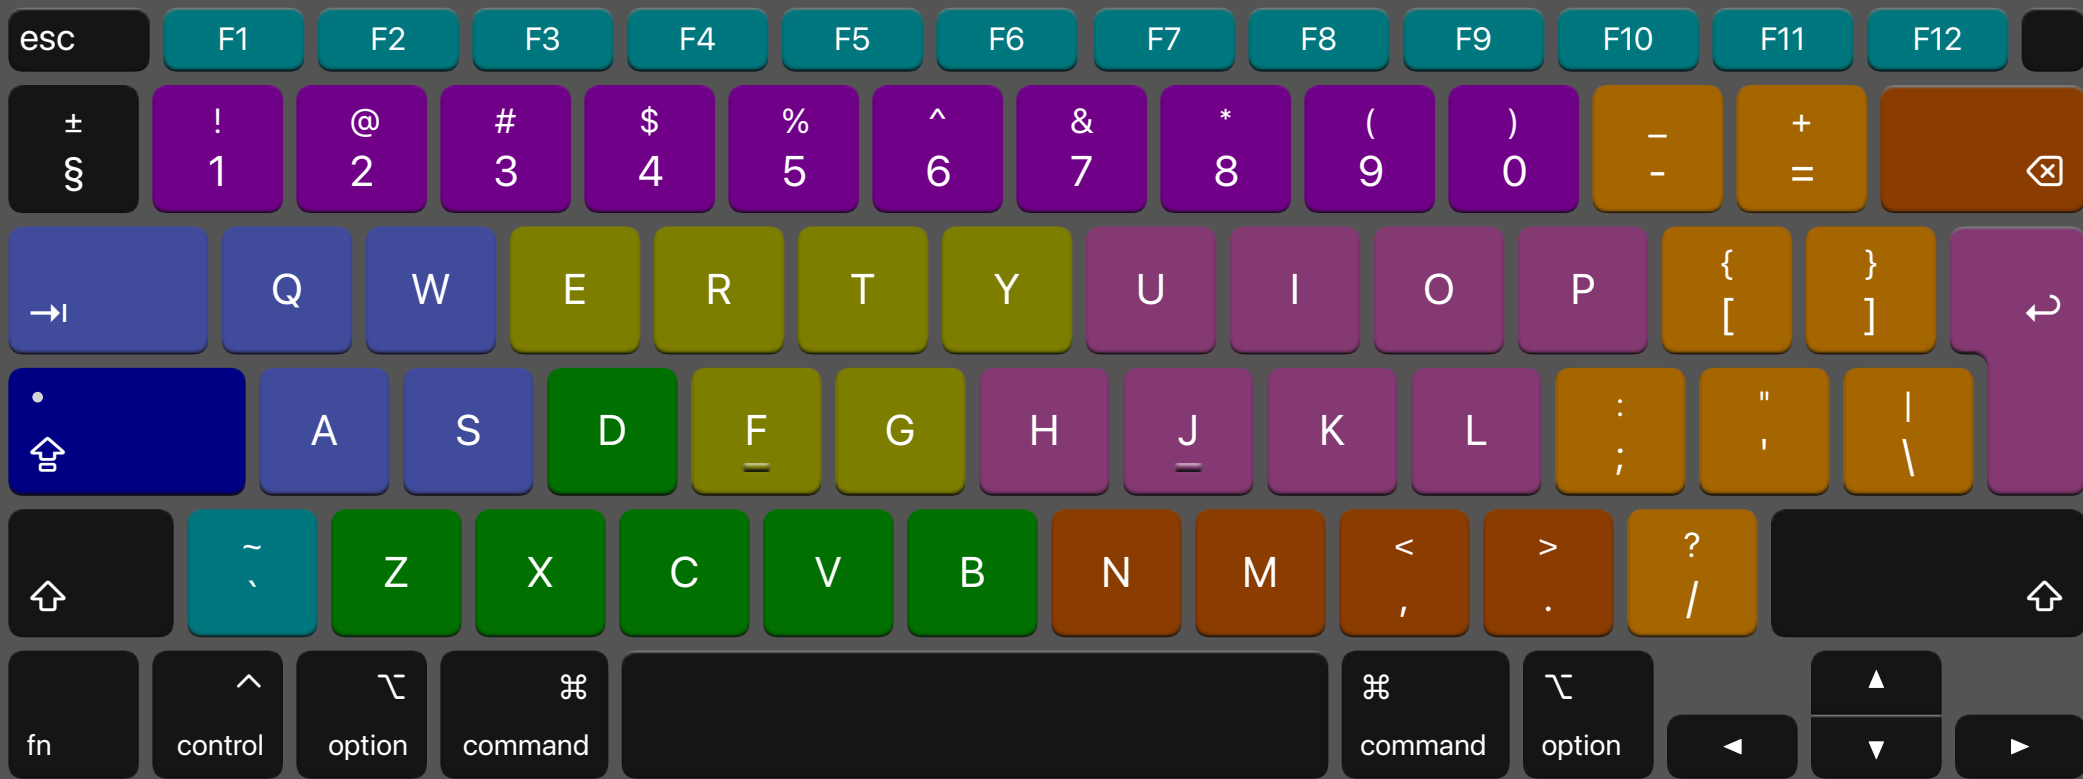 esc F1 F2 F3 F4 F5 F6 F7 F8 F9 F10 F11 F12
± ! @ # $ % ^ & * ( ) _ +
§ 1 2 3 4 5 6 7 8 9 0 - =
Q W E R T Y U I O P { }
[ ]
A S D F G H J K L : " |
; ' \
~ Z X C V B N M < > ?
` , . /
^ ⌥ ⌘ ⌘ ⌥
fn control option command command option